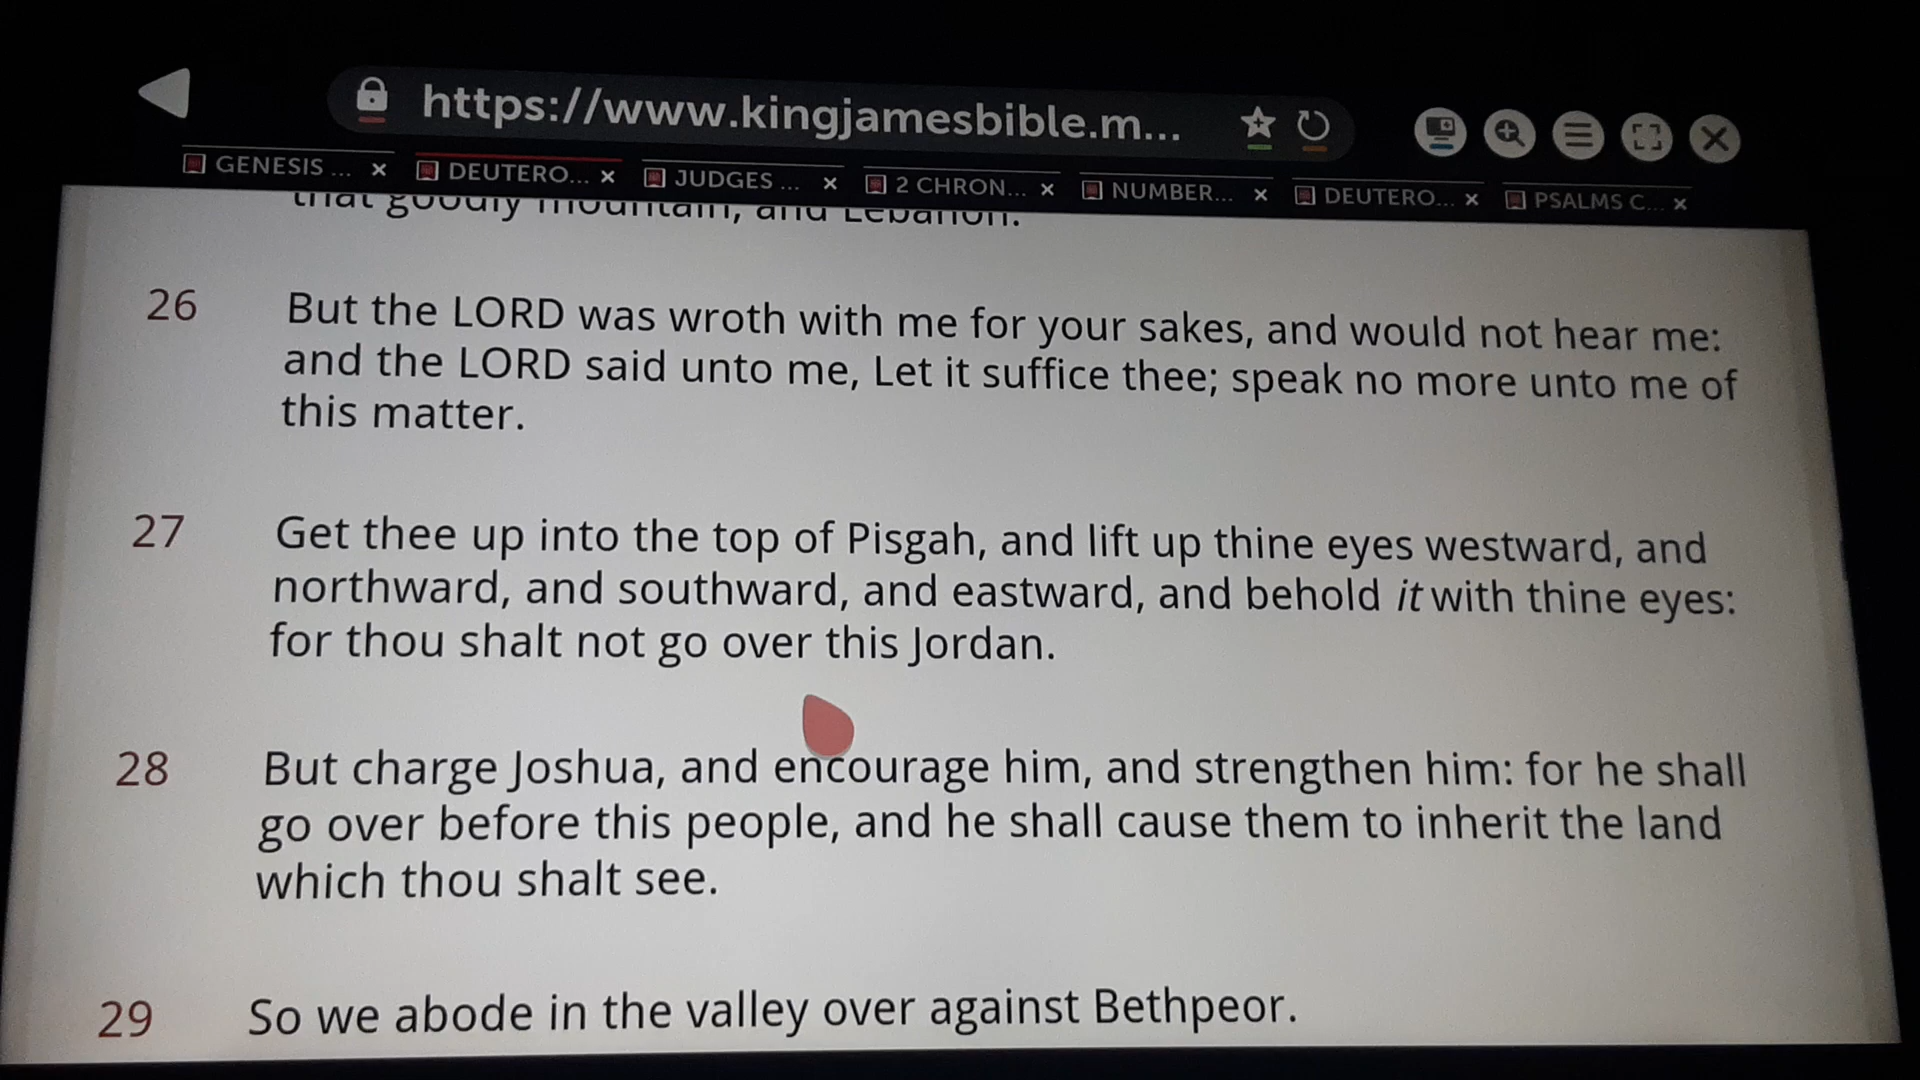 https://www.kingjamesbible.m...
GENESIS ...
DEUTERO...
JUDGES ...
2 CHRON...
NUMBER...
DEUTERO...
PSALMS C...
that goodly mountain, and Lebanon.
26 But the LORD was wroth with me for your sakes, and would not hear me:
and the LORD said unto me, Let it suffice thee; speak no more unto me of
this matter.
27 Get thee up into the top of Pisgah, and lift up thine eyes westward, and
northward, and southward, and eastward, and behold it with thine eyes:
for thou shalt not go over this Jordan.
28 But charge Joshua, and encourage him, and strengthen him: for he shall
go over before this people, and he shall cause them to inherit the land
which thou shalt see.
29 So we abode in the valley over against Bethpeor.